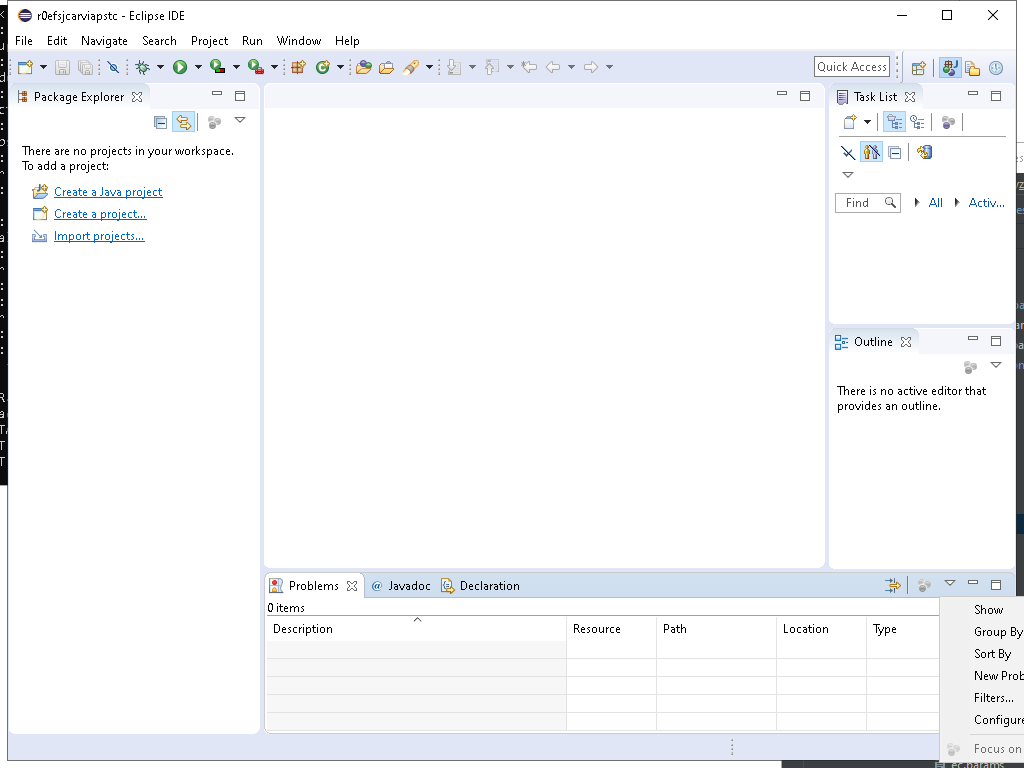 r0efsjcarviapstc - Eclipse IDE
File Edit Navigate Search Project Run Window Help
Quick Access
Package Explorer
There are no projects in your workspace.
To add a project:
Create a Java project
Create a project...
Import projects...
Task List
Find All Activ...
Outline
There is no active editor that
provides an outline.
Problems @ Javadoc Declaration
0 items
Description Resource Path Location Type
Show
Group By
Sort By
New Prob
Filters...
Configure
Focus on
ec.params